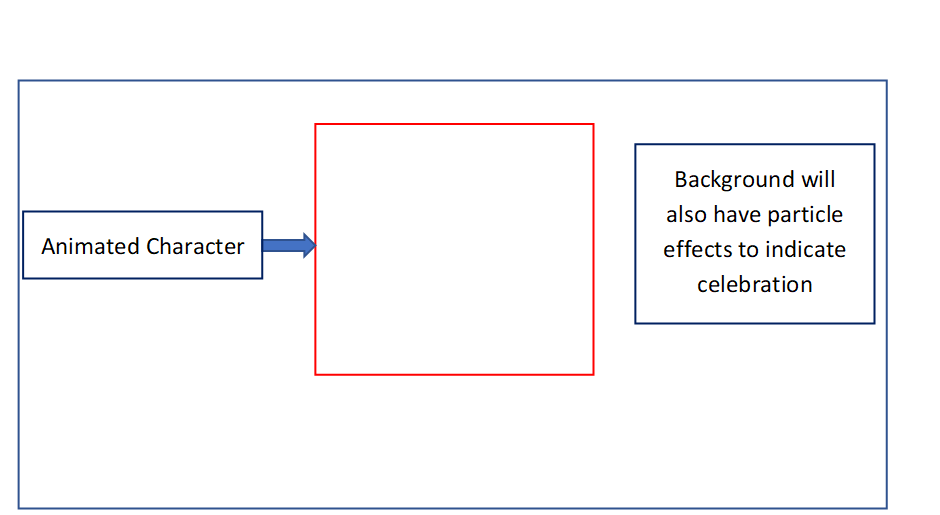 Animated Character
Background will
also have particle
effects to indicate
celebration